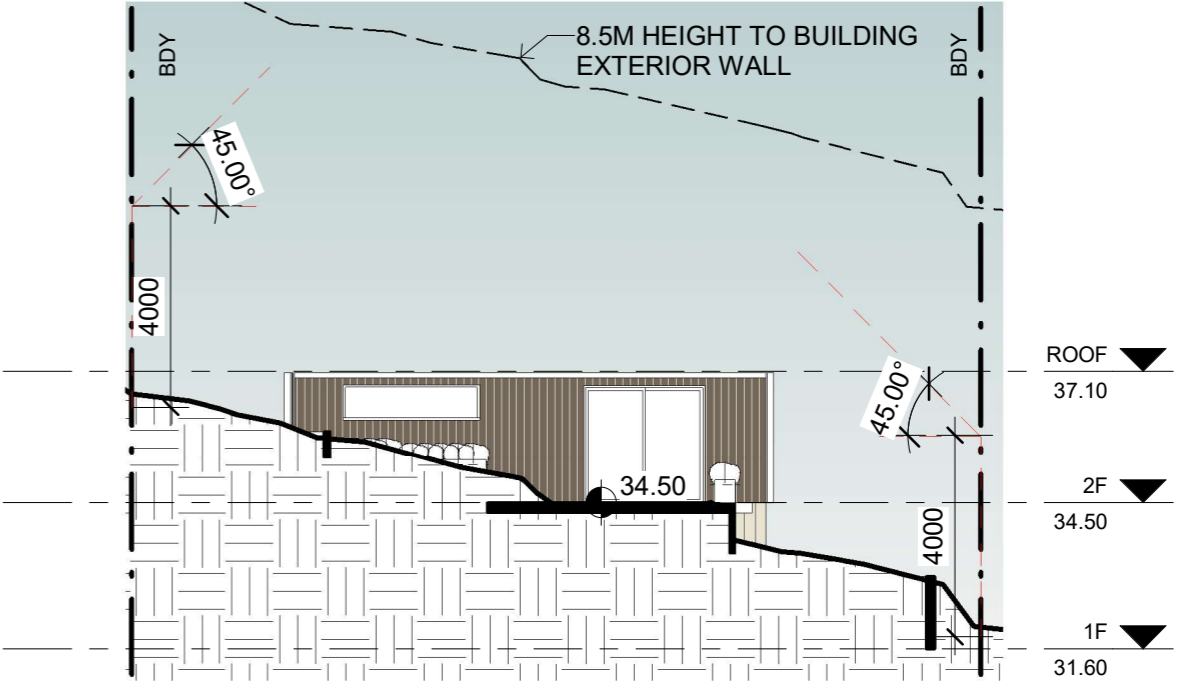 8.5M HEIGHT TO BUILDING
EXTERIOR WALL
BDY
BDY
45.00°
4000
ROOF
37.10
45.00°
34.50
2F
34.50
4000
1F
31.60